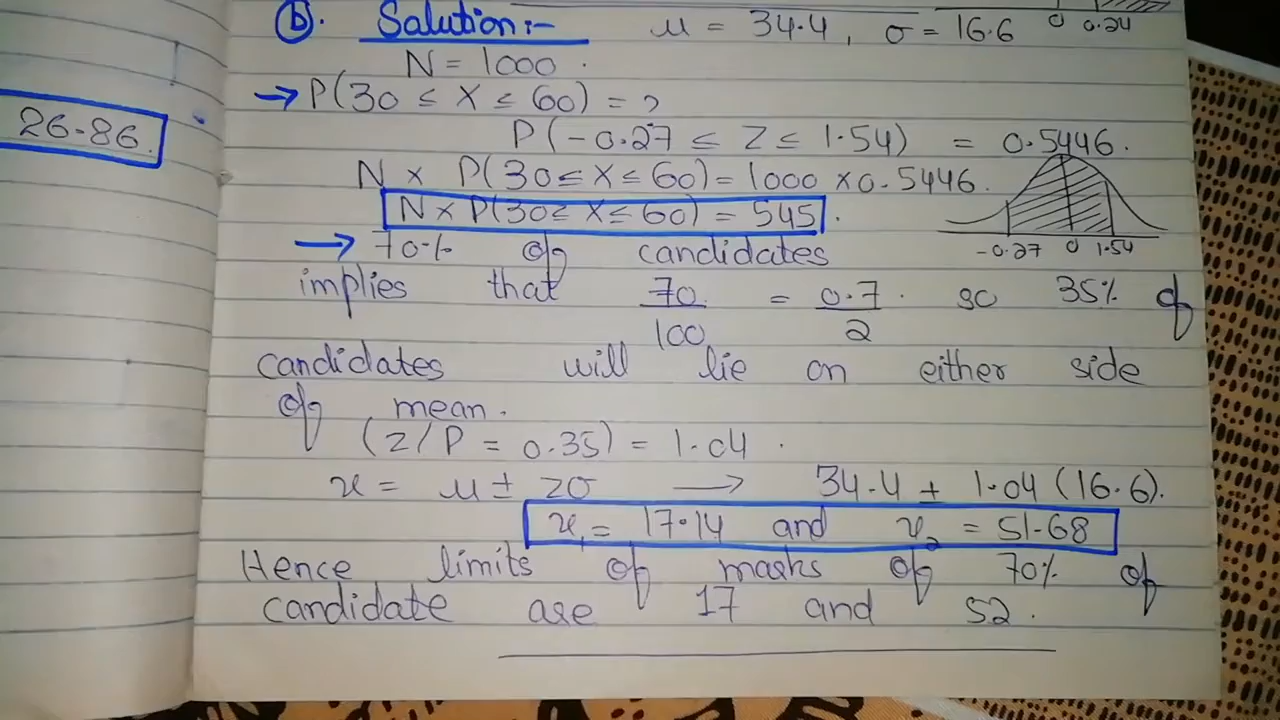 (b). Solution:- μ = 34.4, σ = 16.6
0 0.24
N = 1000.
→ P(30 ≤ X ≤ 60) = ?
26-86.
P(-0.27 ≤ Z ≤ 1.54) = 0.5446.
N × P(30 ≤ X ≤ 60) = 1000 × 0.5446.
N × P(30 ≤ X ≤ 60) = 545.
-0.27 0 1.54
→ 70% of candidates
implies that 70/100 = 0.7/2. so 35% of
candidates will lie on either side
of mean.
(z/P = 0.35) = 1.04.
x = μ ± zσ → 34.4 ± 1.04 (16.6).
x₁ = 17.14 and x₂ = 51.68
Hence limits of marks of 70% of
candidate are 17 and 52.